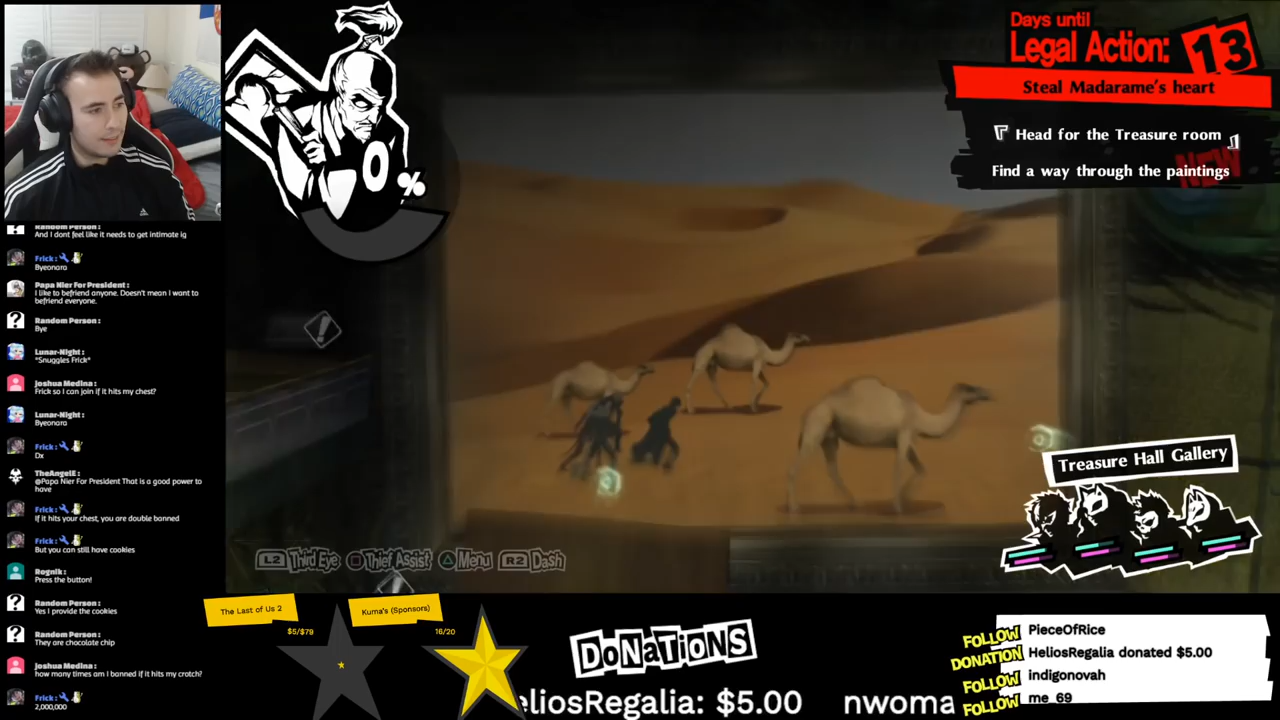 Random Person :
And I dont feel like it needs to get intimate ig
Frick :
Byeonara
Papa Nier For President :
I like to befriend anyone. Doesn't mean I want to
befriend everyone.
Random Person :
Bye
Lunar-Night :
*Snuggles Frick*
Joshua Medina :
Frick so I can join if it hits my chest?
Lunar-Night :
Byeonara
Frick :
Dx
TheAngelE :
@Papa Nier For President That is a good power to
have
Frick :
If it hits your chest, you are double banned
Frick :
But you can still have cookies
Rognik :
Press the button!
Random Person :
Yes I provide the cookies
Random Person :
They are chocolate chip
Joshua Medina :
how many times am I banned if it hits my crotch?
Frick :
2,000,000
0 %
Days until
Legal Action: 13
Steal Madarame's heart
Head for the Treasure room
Find a way through the paintings
NEW
Treasure Hall Gallery
L2 Third Eye Thief Assist Menu R2 Dash
The Last of Us 2
$5/$79
Kuma's (Sponsors)
16/20
DONATIONS
eliosRegalia: $5.00 nwoma
FOLLOW PieceOfRice
DONATION HeliosRegalia donated $5.00
FOLLOW indigonovah
FOLLOW me_69